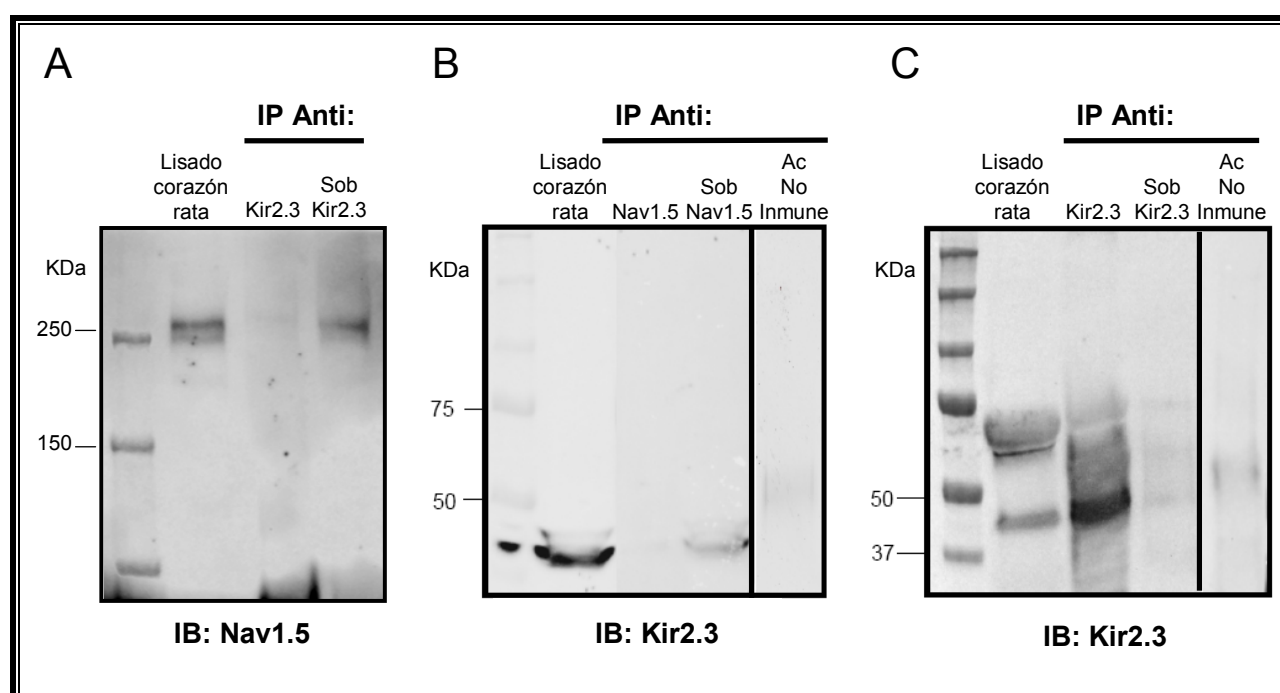 A
IP Anti:
Lisado
corazón
rata
Kir2.3
Sob
Kir2.3
KDa
250
150
IB: Nav1.5
B
IP Anti:
Lisado
corazón
rata
Nav1.5
Sob
Nav1.5
Ac
No
Inmune
KDa
75
50
IB: Kir2.3
C
IP Anti:
Lisado
corazón
rata
Kir2.3
Sob
Kir2.3
Ac
No
Inmune
KDa
50
37
IB: Kir2.3